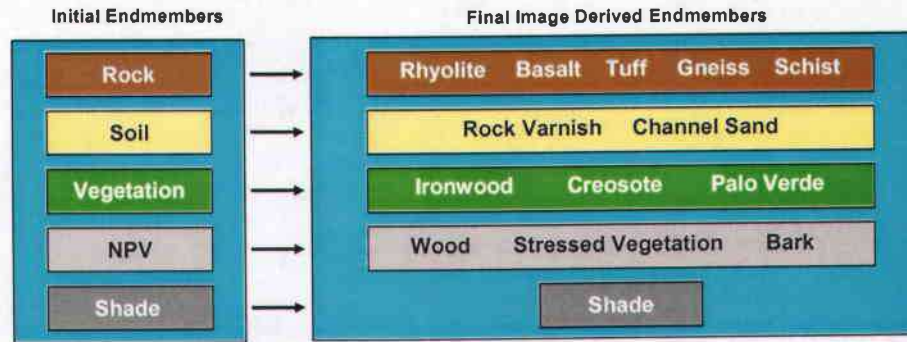 Initial Endmembers
Final Image Derived Endmembers
Rock
Rhyolite Basalt Tuff Gneiss Schist
Soil
Rock Varnish Channel Sand
Vegetation
Ironwood Creosote Palo Verde
NPV
Wood Stressed Vegetation Bark
Shade
Shade